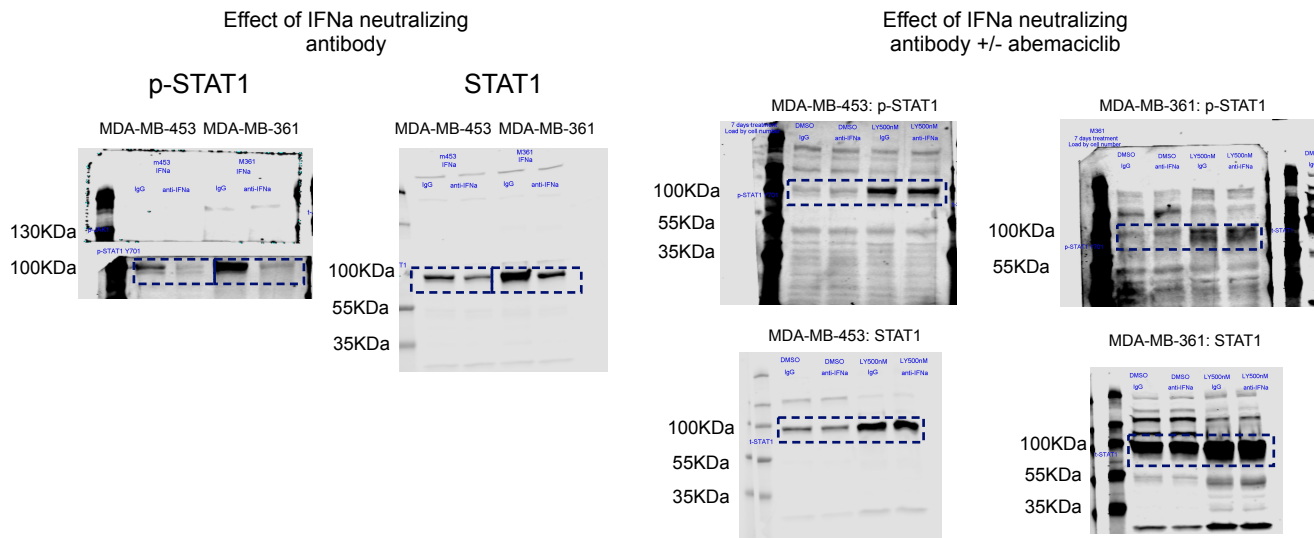 Effect of IFNa neutralizing
antibody
p-STAT1
STAT1
MDA-MB-453 MDA-MB-361
m453
IFNa
M361
IFNa
IgG
anti-IFNa
IgG
anti-IFNa
130KDa
p-STAT1 Y701
100KDa
MDA-MB-453 MDA-MB-361
m453
IFNa
M361
IFNa
IgG
anti-IFNa
IgG
anti-IFNa
100KDa
55KDa
35KDa
Effect of IFNa neutralizing
antibody +/- abemaciclib
MDA-MB-453: p-STAT1
7 days treatment
Load by cell number
DMSO
IgG
DMSO
anti-IFNa
LY500nM
IgG
LY500nM
anti-IFNa
100KDa
p-STAT1
55KDa
35KDa
MDA-MB-361: p-STAT1
M361
7 days treatment
Load by cell number
DMSO
IgG
DMSO
anti-IFNa
LY500nM
IgG
LY500nM
anti-IFNa
100KDa
t-STAT1
p-STAT1 Y701
55KDa
MDA-MB-453: STAT1
DMSO
IgG
DMSO
anti-IFNa
LY500nM
IgG
LY500nM
anti-IFNa
100KDa
t-STAT1
55KDa
35KDa
MDA-MB-361: STAT1
DMSO
IgG
DMSO
anti-IFNa
LY500nM
IgG
LY500nM
anti-IFNa
100KDa
t-STAT1
55KDa
35KDa